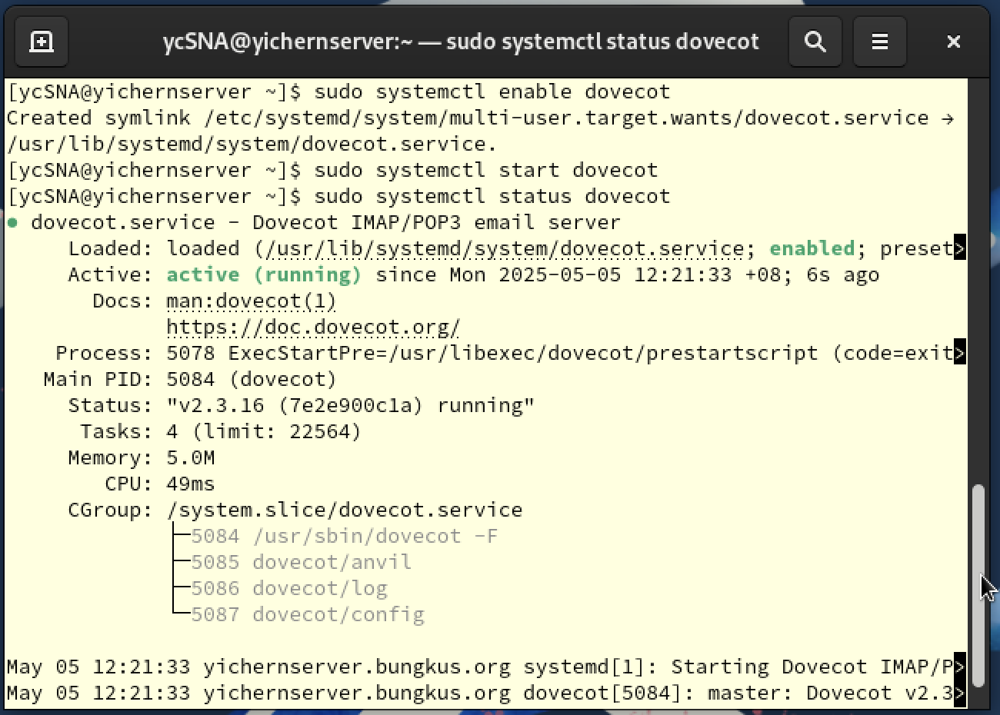 ycSNA@yichernserver:~ — sudo systemctl status dovecot
[ycSNA@yichernserver ~]$ sudo systemctl enable dovecot
Created symlink /etc/systemd/system/multi-user.target.wants/dovecot.service →
/usr/lib/systemd/system/dovecot.service.
[ycSNA@yichernserver ~]$ sudo systemctl start dovecot
[ycSNA@yichernserver ~]$ sudo systemctl status dovecot
● dovecot.service - Dovecot IMAP/POP3 email server
Loaded: loaded (/usr/lib/systemd/system/dovecot.service; enabled; preset>
Active: active (running) since Mon 2025-05-05 12:21:33 +08; 6s ago
Docs: man:dovecot(1)
https://doc.dovecot.org/
Process: 5078 ExecStartPre=/usr/libexec/dovecot/prestartscript (code=exit>
Main PID: 5084 (dovecot)
Status: "v2.3.16 (7e2e900c1a) running"
Tasks: 4 (limit: 22564)
Memory: 5.0M
CPU: 49ms
CGroup: /system.slice/dovecot.service
├─5084 /usr/sbin/dovecot -F
├─5085 dovecot/anvil
├─5086 dovecot/log
└─5087 dovecot/config
May 05 12:21:33 yichernserver.bungkus.org systemd[1]: Starting Dovecot IMAP/P>
May 05 12:21:33 yichernserver.bungkus.org dovecot[5084]: master: Dovecot v2.3>